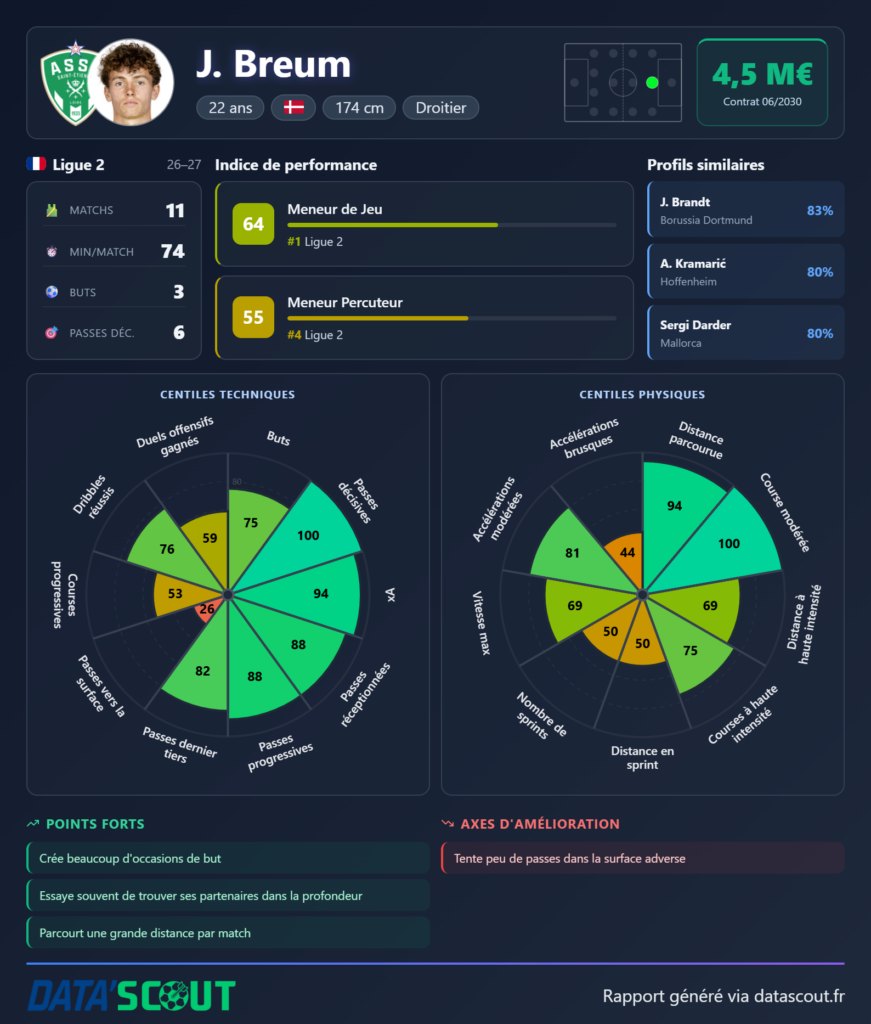 ASSE
SAINT-ÉTIENNE
LOIRE
J. Breum
22 ans
174 cm
Droitier
4,5 M€
Contrat 06/2030
Ligue 2
26–27
MATCHS 11
MIN/MATCH 74
BUTS 3
PASSES DÉC. 6
Indice de performance
64
Meneur de Jeu
#1 Ligue 2
55
Meneur Percuteur
#4 Ligue 2
Profils similaires
J. Brandt
Borussia Dortmund
83%
A. Kramarić
Hoffenheim
80%
Sergi Darder
Mallorca
80%
CENTILES TECHNIQUES
80
Buts
75
Passes
décisives
100
xA
94
Passes
réceptionnées
88
Passes
progressives
88
Passes dernier
tiers
82
Passes vers la
surface
26
Courses
progressives
53
Dribbles
réussis
76
Duels offensifs
gagnés
59
CENTILES PHYSIQUES
Distance
parcourue
94
Course modérée
100
Distance à
haute intensité
69
Courses à haute
intensité
75
Distance en
sprint
50
Nombre de
sprints
50
Vitesse max
69
Accélérations
modérées
81
Accélérations
brusques
44
POINTS FORTS
Crée beaucoup d'occasions de but
Essaye souvent de trouver ses partenaires dans la profondeur
Parcourt une grande distance par match
AXES D'AMÉLIORATION
Tente peu de passes dans la surface adverse
DATA'SCOUT
Rapport généré via datascout.fr